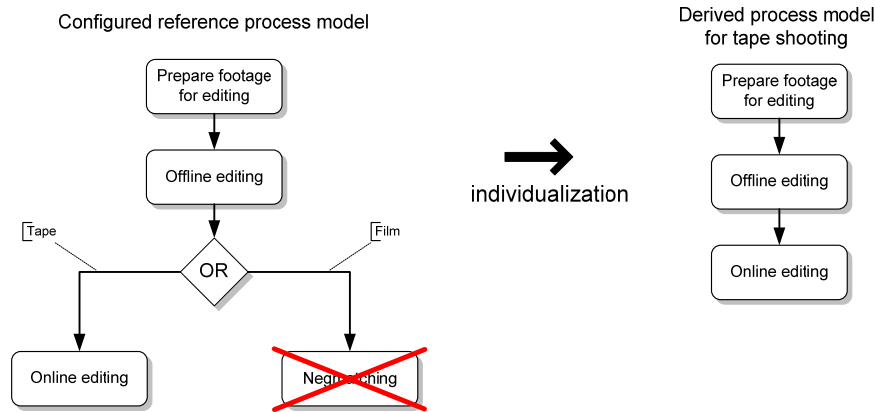 Configured reference process model
Prepare footage
for editing
Offline editing
Tape
Film
OR
Online editing
Negmatching
individualization
Derived process model
for tape shooting
Prepare footage
for editing
Offline editing
Online editing